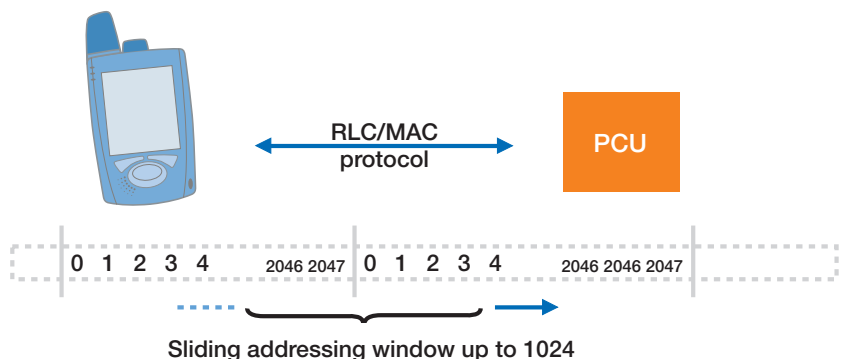 RLC/MAC
protocol
PCU
0 1 2 3 4 2046 2047 0 1 2 3 4 2046 2046 2047
Sliding addressing window up to 1024